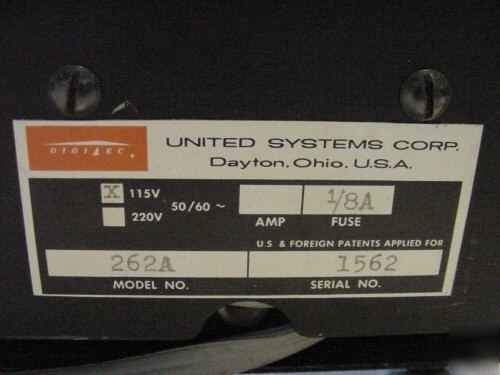 DIGITEC
UNITED SYSTEMS CORP.
Dayton, Ohio, U.S.A.
X 115V
220V
50/60 ~
AMP
1/8A
FUSE
U.S & FOREIGN PATENTS APPLIED FOR
262A
1562
MODEL NO.
SERIAL NO.